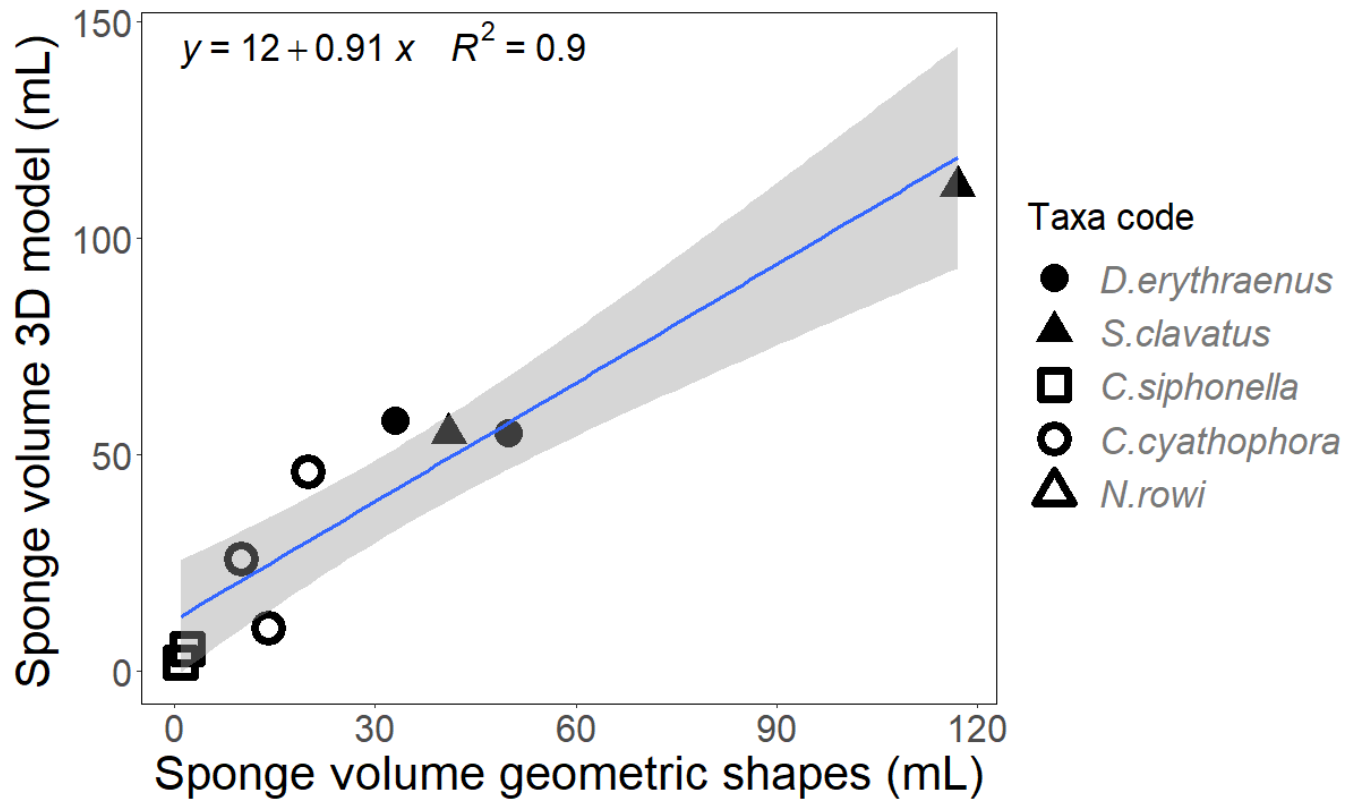 y = 12 + 0.91 x R² = 0.9
Sponge volume 3D model (mL)
150
100
50
0
0 30 60 90 120
Sponge volume geometric shapes (mL)
Taxa code
D.erythraenus
S.clavatus
C.siphonella
C.cyathophora
N.rowi